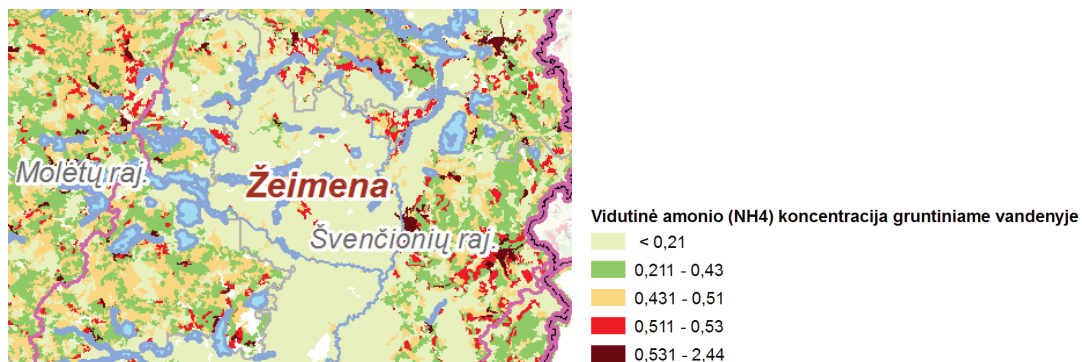 Molėtų raj.
Žeimena
Švenčionių raj.
Vidutinė amonio (NH4) koncentracija gruntiniame vandenyje
< 0,21
0,211 - 0,43
0,431 - 0,51
0,511 - 0,53
0,531 - 2,44